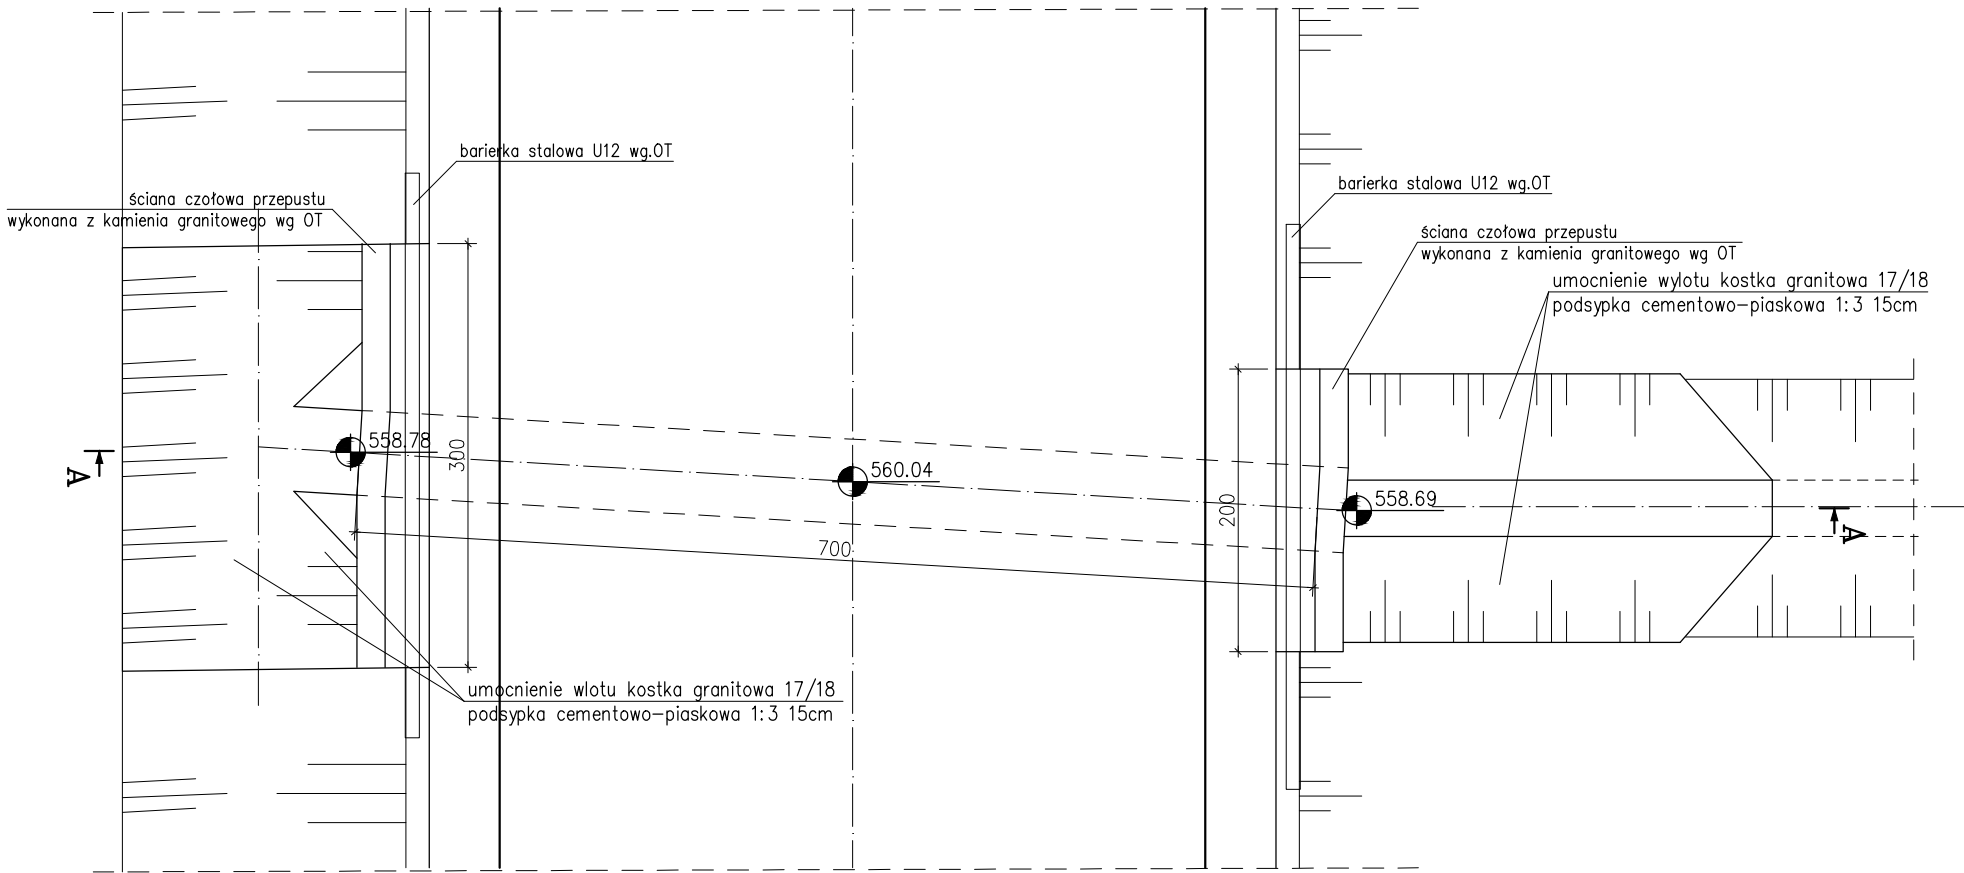 barierka stalowa U12 wg.OT
ściana czołowa przepustu
wykonana z kamienia granitowego wg OT
barierka stalowa U12 wg.OT
ściana czołowa przepustu
wykonana z kamienia granitowego wg OT
umocnienie wylotu kostka granitowa 17/18
podsypka cementowo-piaskowa 1:3 15cm
558.78
300
560.04
558.69
200
700
A
A
umocnienie wlotu kostka granitowa 17/18
podsypka cementowo-piaskowa 1:3 15cm